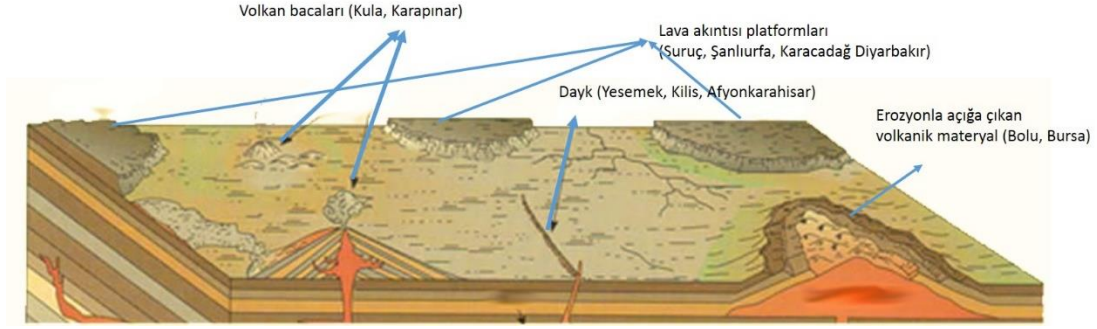 Volkan bacaları (Kula, Karapınar)
Lava akıntısı platformları
(Suruç, Şanlıurfa, Karacadağ Diyarbakır)
Dayk (Yesemek, Kilis, Afyonkarahisar)
Erozyonla açığa çıkan
volkanik materyal (Bolu, Bursa)